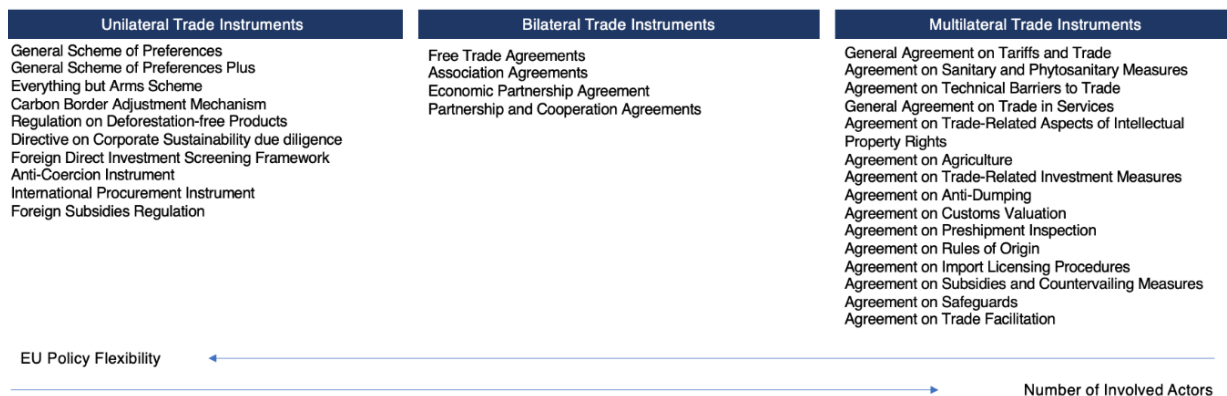 Unilateral Trade Instruments
General Scheme of Preferences
General Scheme of Preferences Plus
Everything but Arms Scheme
Carbon Border Adjustment Mechanism
Regulation on Deforestation-free Products
Directive on Corporate Sustainability due diligence
Foreign Direct Investment Screening Framework
Anti-Coercion Instrument
International Procurement Instrument
Foreign Subsidies Regulation
Bilateral Trade Instruments
Free Trade Agreements
Association Agreements
Economic Partnership Agreement
Partnership and Cooperation Agreements
Multilateral Trade Instruments
General Agreement on Tariffs and Trade
Agreement on Sanitary and Phytosanitary Measures
Agreement on Technical Barriers to Trade
General Agreement on Trade in Services
Agreement on Trade-Related Aspects of Intellectual
Property Rights
Agreement on Agriculture
Agreement on Trade-Related Investment Measures
Agreement on Anti-Dumping
Agreement on Customs Valuation
Agreement on Preshipment Inspection
Agreement on Rules of Origin
Agreement on Import Licensing Procedures
Agreement on Subsidies and Countervailing Measures
Agreement on Safeguards
Agreement on Trade Facilitation
EU Policy Flexibility
Number of Involved Actors